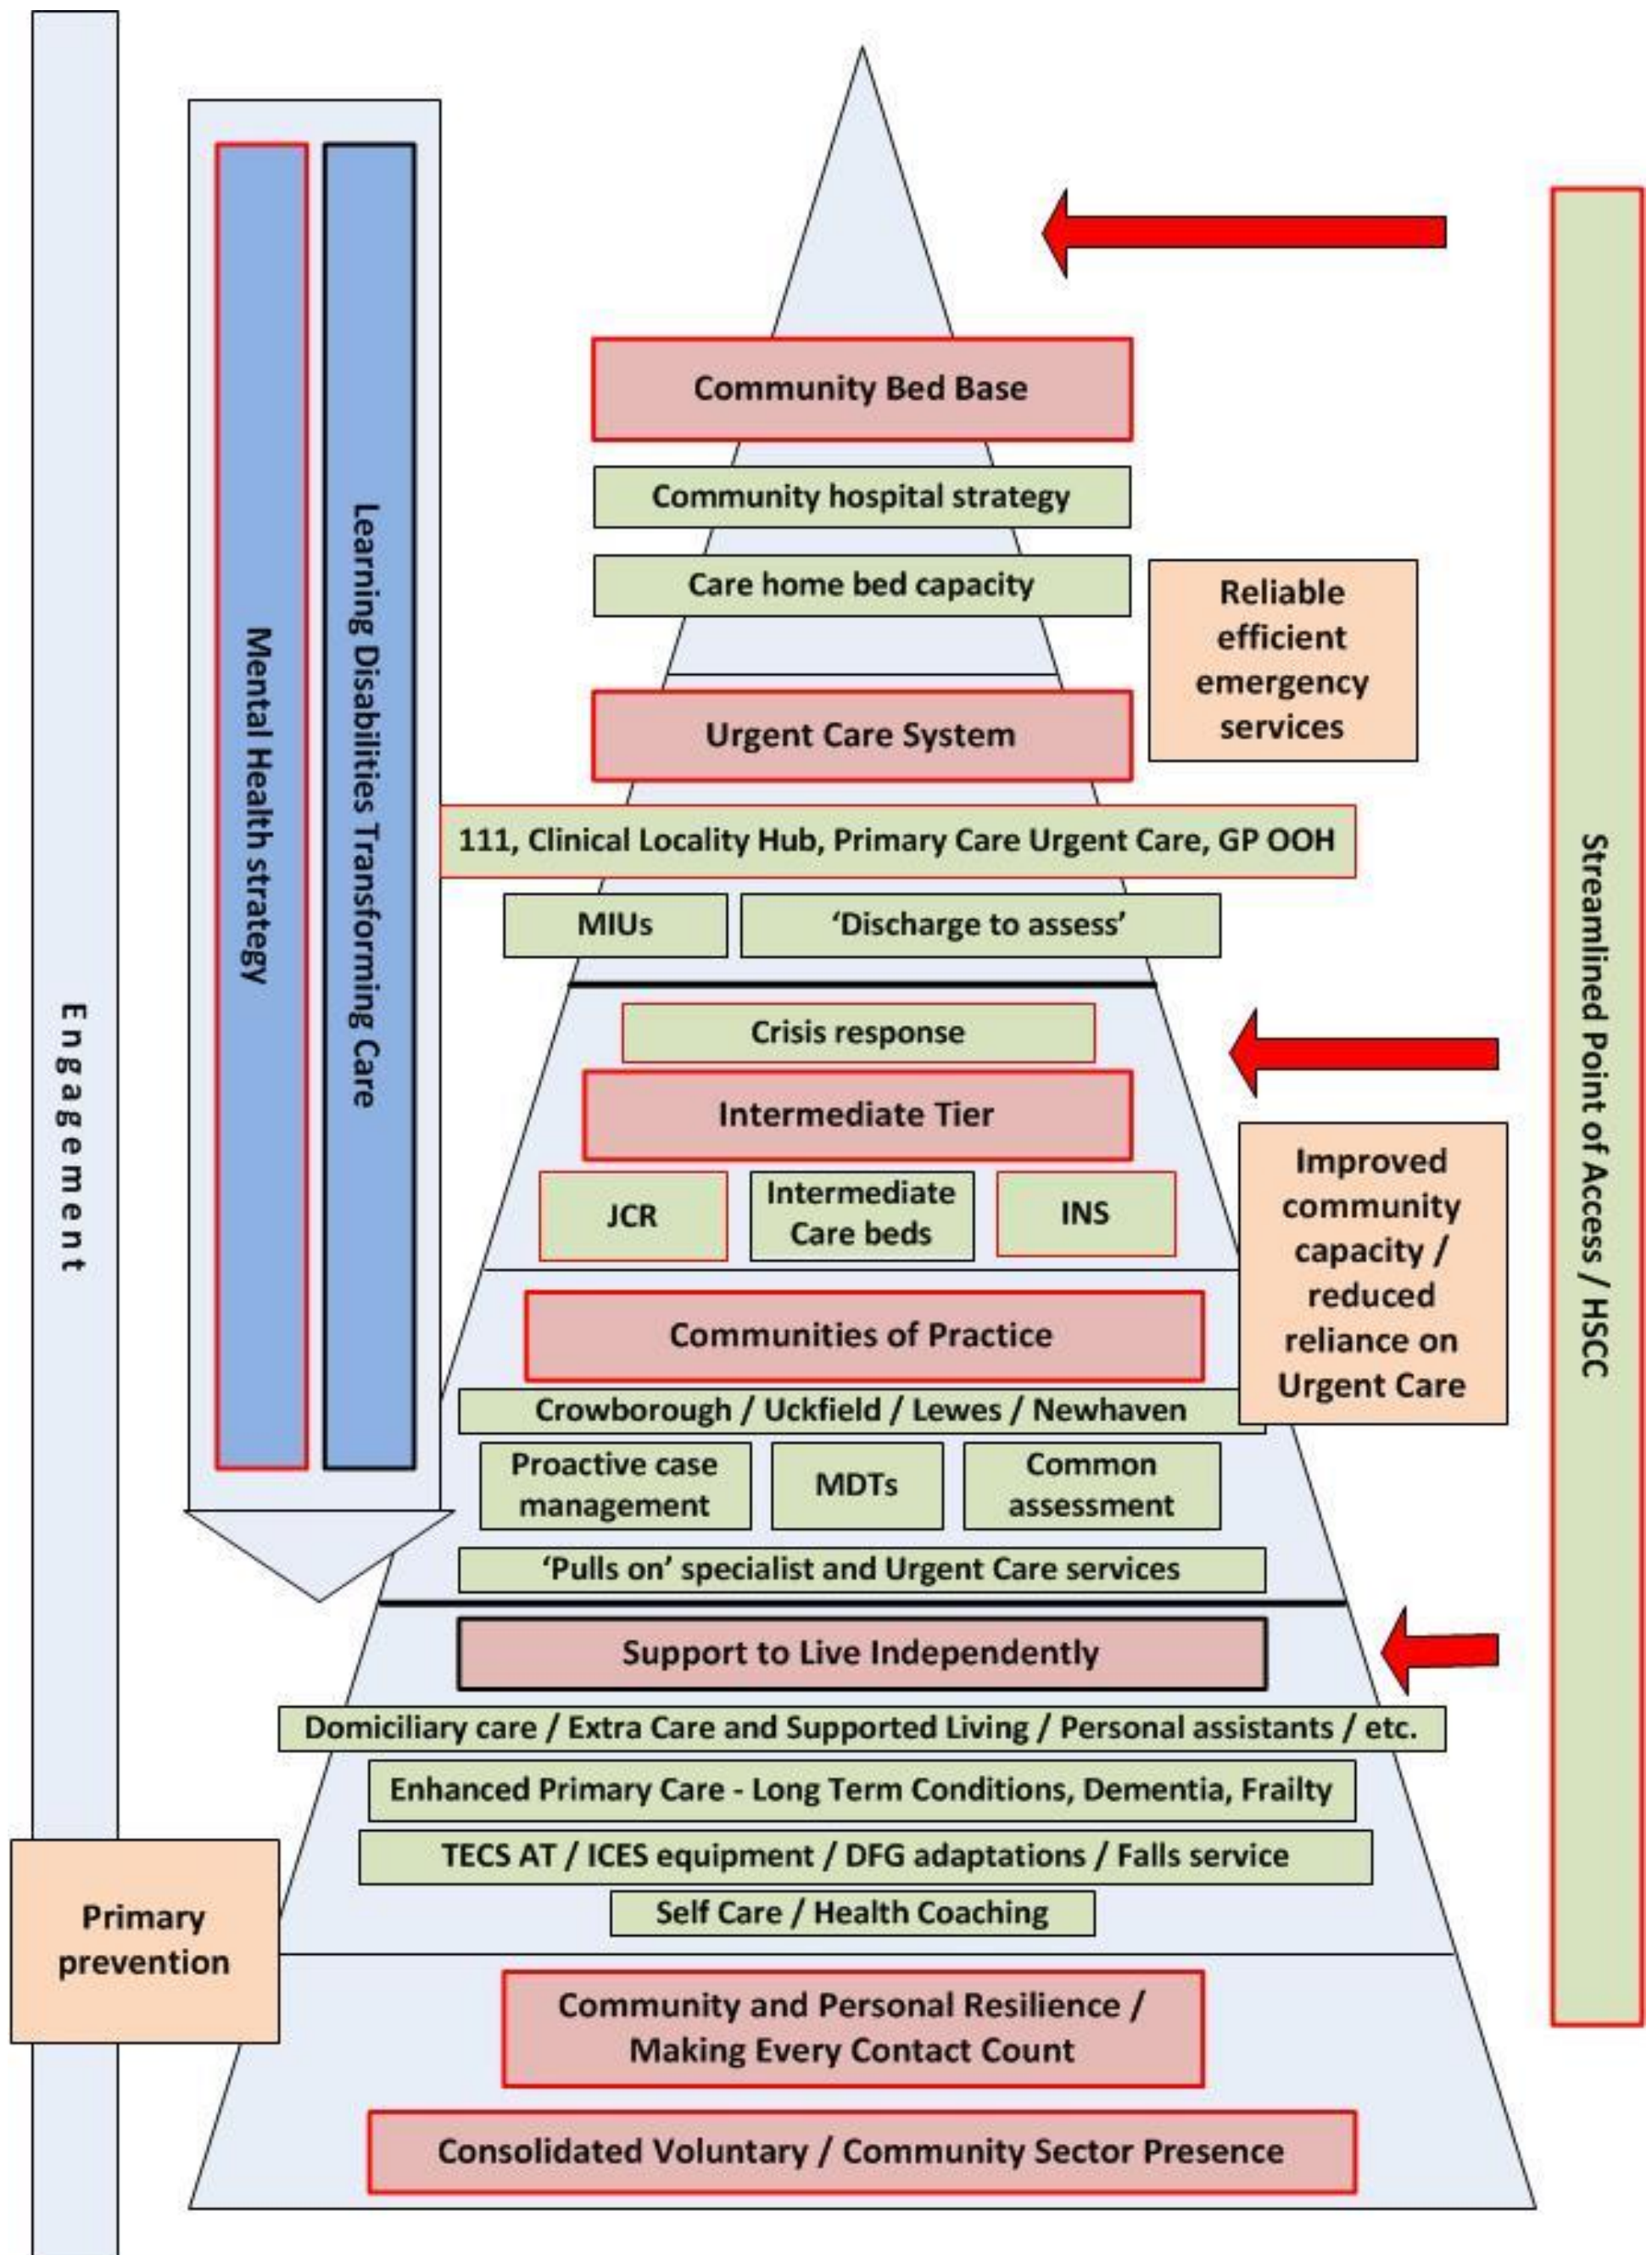 Engagement
Mental Health strategy
Learning Disabilities Transforming Care
Community Bed Base
Community hospital strategy
Care home bed capacity
Reliable
efficient
emergency
services
Urgent Care System
111, Clinical Locality Hub, Primary Care Urgent Care, GP OOH
MIUs
‘Discharge to assess’
Crisis response
Intermediate Tier
JCR
Intermediate
Care beds
INS
Improved
community
capacity /
reduced
reliance on
Urgent Care
Communities of Practice
Crowborough / Uckfield / Lewes / Newhaven
Proactive case
management
MDTs
Common
assessment
‘Pulls on’ specialist and Urgent Care services
Support to Live Independently
Domiciliary care / Extra Care and Supported Living / Personal assistants / etc.
Enhanced Primary Care - Long Term Conditions, Dementia, Frailty
TECS AT / ICES equipment / DFG adaptations / Falls service
Self Care / Health Coaching
Primary
prevention
Community and Personal Resilience /
Making Every Contact Count
Consolidated Voluntary / Community Sector Presence
Streamlined Point of Access / HSCC